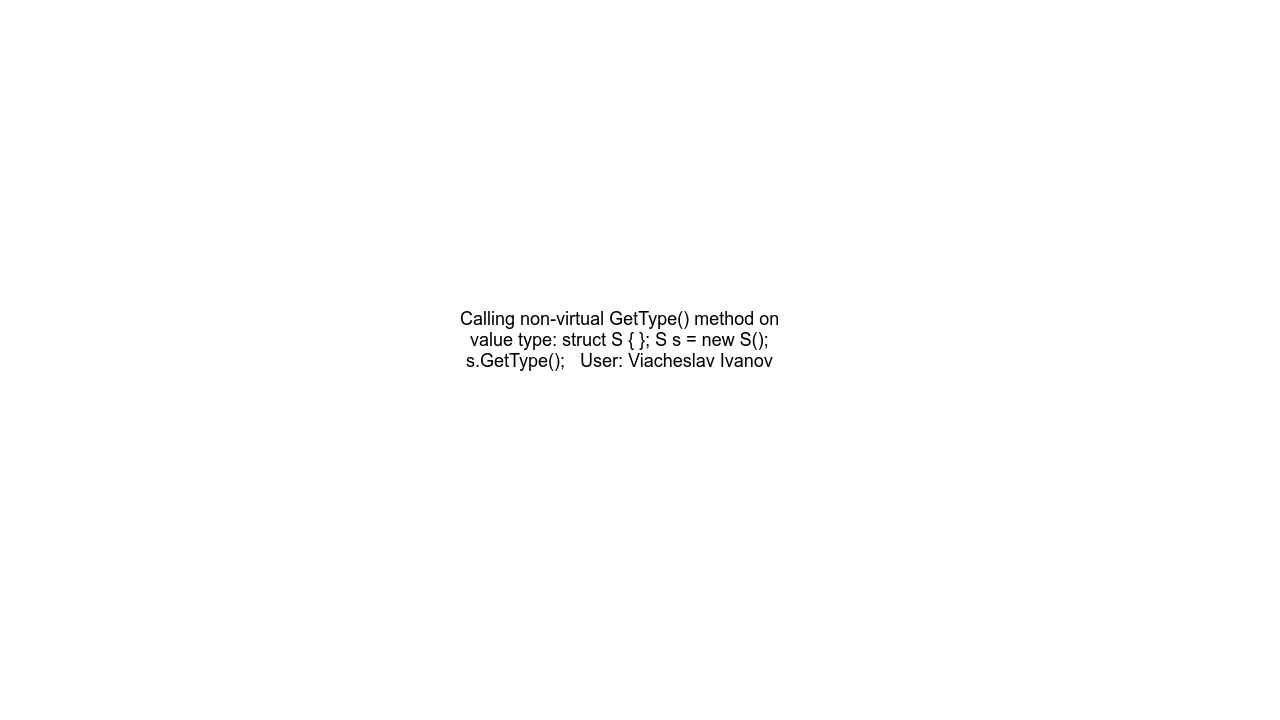 Calling non-virtual GetType() method on
value type: struct S { }; S s = new S();
s.GetType();   User: Viacheslav Ivanov